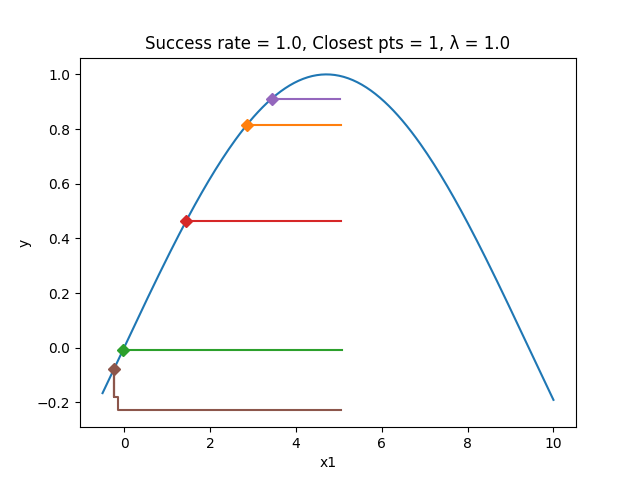 Success rate = 1.0, Closest pts = 1, λ = 1.0
1.0
0.8
0.6
0.4
0.2
0.0
−0.2
y
0 2 4 6 8 10
x1